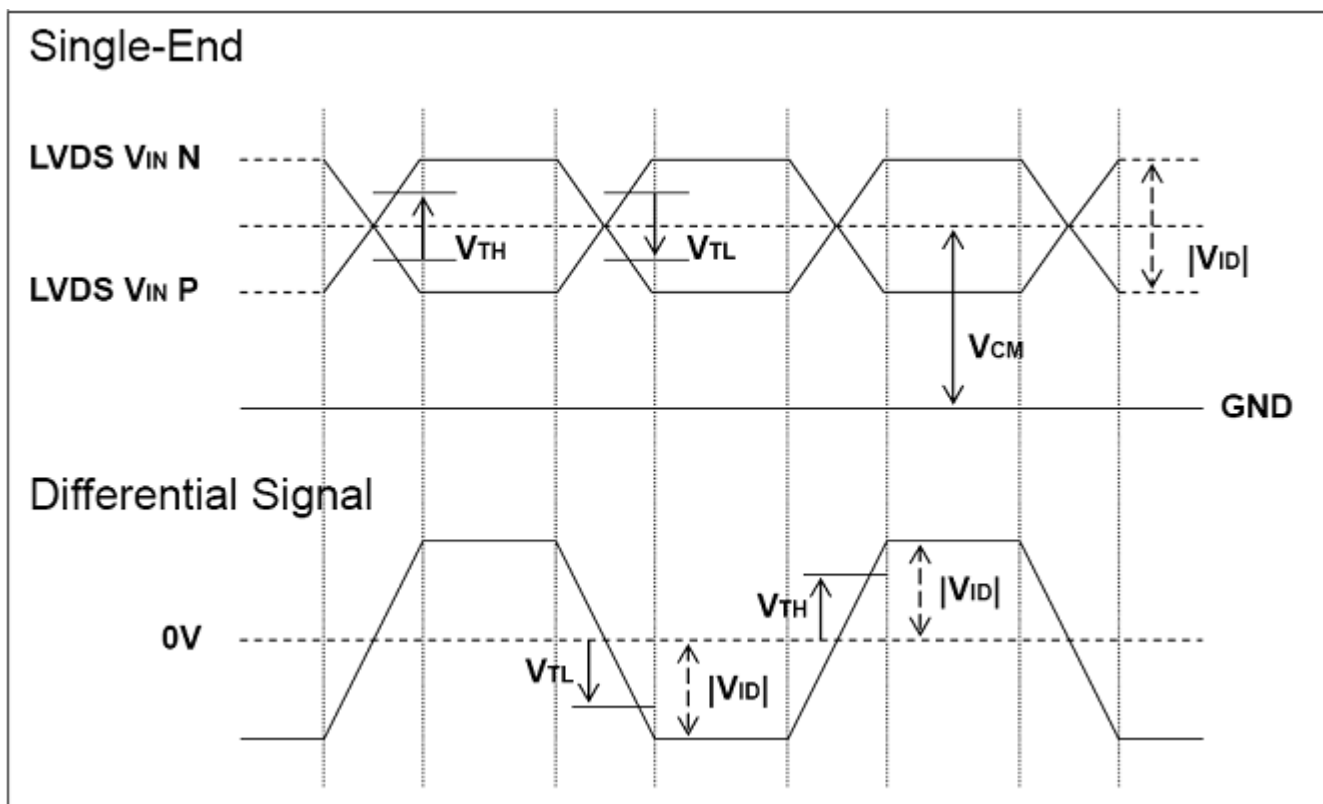 Single-End
LVDS VIN N
VTH
VTL
|VID|
LVDS VIN P
VCM
GND
Differential Signal
VTH
|VID|
0V
VTL
|VID|